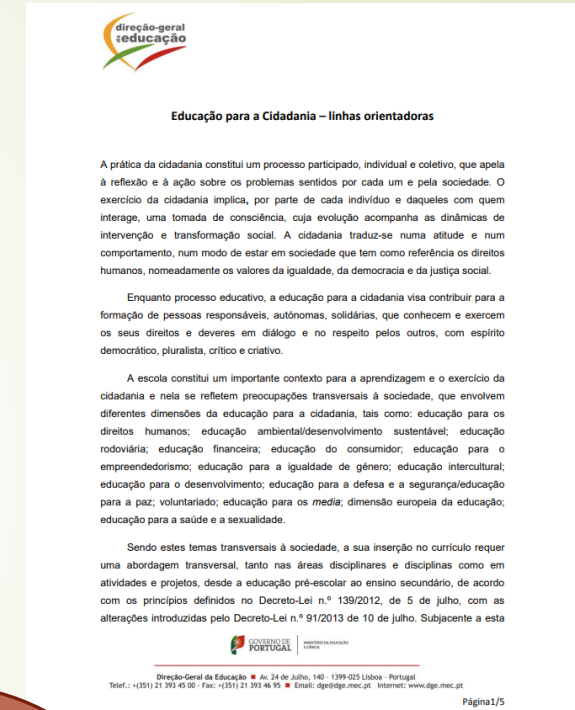 direção-geral
da educação
Educação para a Cidadania – linhas orientadoras
A prática da cidadania constitui um processo participado, individual e coletivo, que apela
à reflexão e à ação sobre os problemas sentidos por cada um e pela sociedade. O
exercício da cidadania implica, por parte de cada indivíduo e daqueles com quem
interage, uma tomada de consciência, cuja evolução acompanha as dinâmicas de
intervenção e transformação social. A cidadania traduz-se numa atitude e num
comportamento, num modo de estar em sociedade que tem como referência os direitos
humanos, nomeadamente os valores da igualdade, da democracia e da justiça social.
Enquanto processo educativo, a educação para a cidadania visa contribuir para a
formação de pessoas responsáveis, autónomas, solidárias, que conhecem e exercem
os seus direitos e deveres em diálogo e no respeito pelos outros, com espírito
democrático, pluralista, crítico e criativo.
A escola constitui um importante contexto para a aprendizagem e o exercício da
cidadania e nela se refletem preocupações transversais à sociedade, que envolvem
diferentes dimensões da educação para a cidadania, tais como: educação para os
direitos humanos; educação ambiental/desenvolvimento sustentável; educação
rodoviária; educação financeira; educação do consumidor; educação para o
empreendedorismo; educação para a igualdade de género; educação intercultural;
educação para o desenvolvimento; educação para a defesa e a segurança/educação
para a paz; voluntariado; educação para os media; dimensão europeia da educação;
educação para a saúde e a sexualidade.
Sendo estes temas transversais à sociedade, a sua inserção no currículo requer
uma abordagem transversal, tanto nas áreas disciplinares e disciplinas como em
atividades e projetos, desde a educação pré-escolar ao ensino secundário, de acordo
com os princípios definidos no Decreto-Lei n.º 139/2012, de 5 de julho, com as
alterações introduzidas pelo Decreto-Lei n.º 91/2013 de 10 de julho. Subjacente a esta
GOVERNO DE
PORTUGAL
MINISTÉRIO DA EDUCAÇÃO
E CIÊNCIA
Direção-Geral da Educação Av. 24 de Julho, 140 - 1399-025 Lisboa - Portugal
Telef.: +(351) 21 393 45 00 - Fax: +(351) 21 393 46 95 Email: dge@dge.mec.pt Internet: www.dge.mec.pt
Página1/5